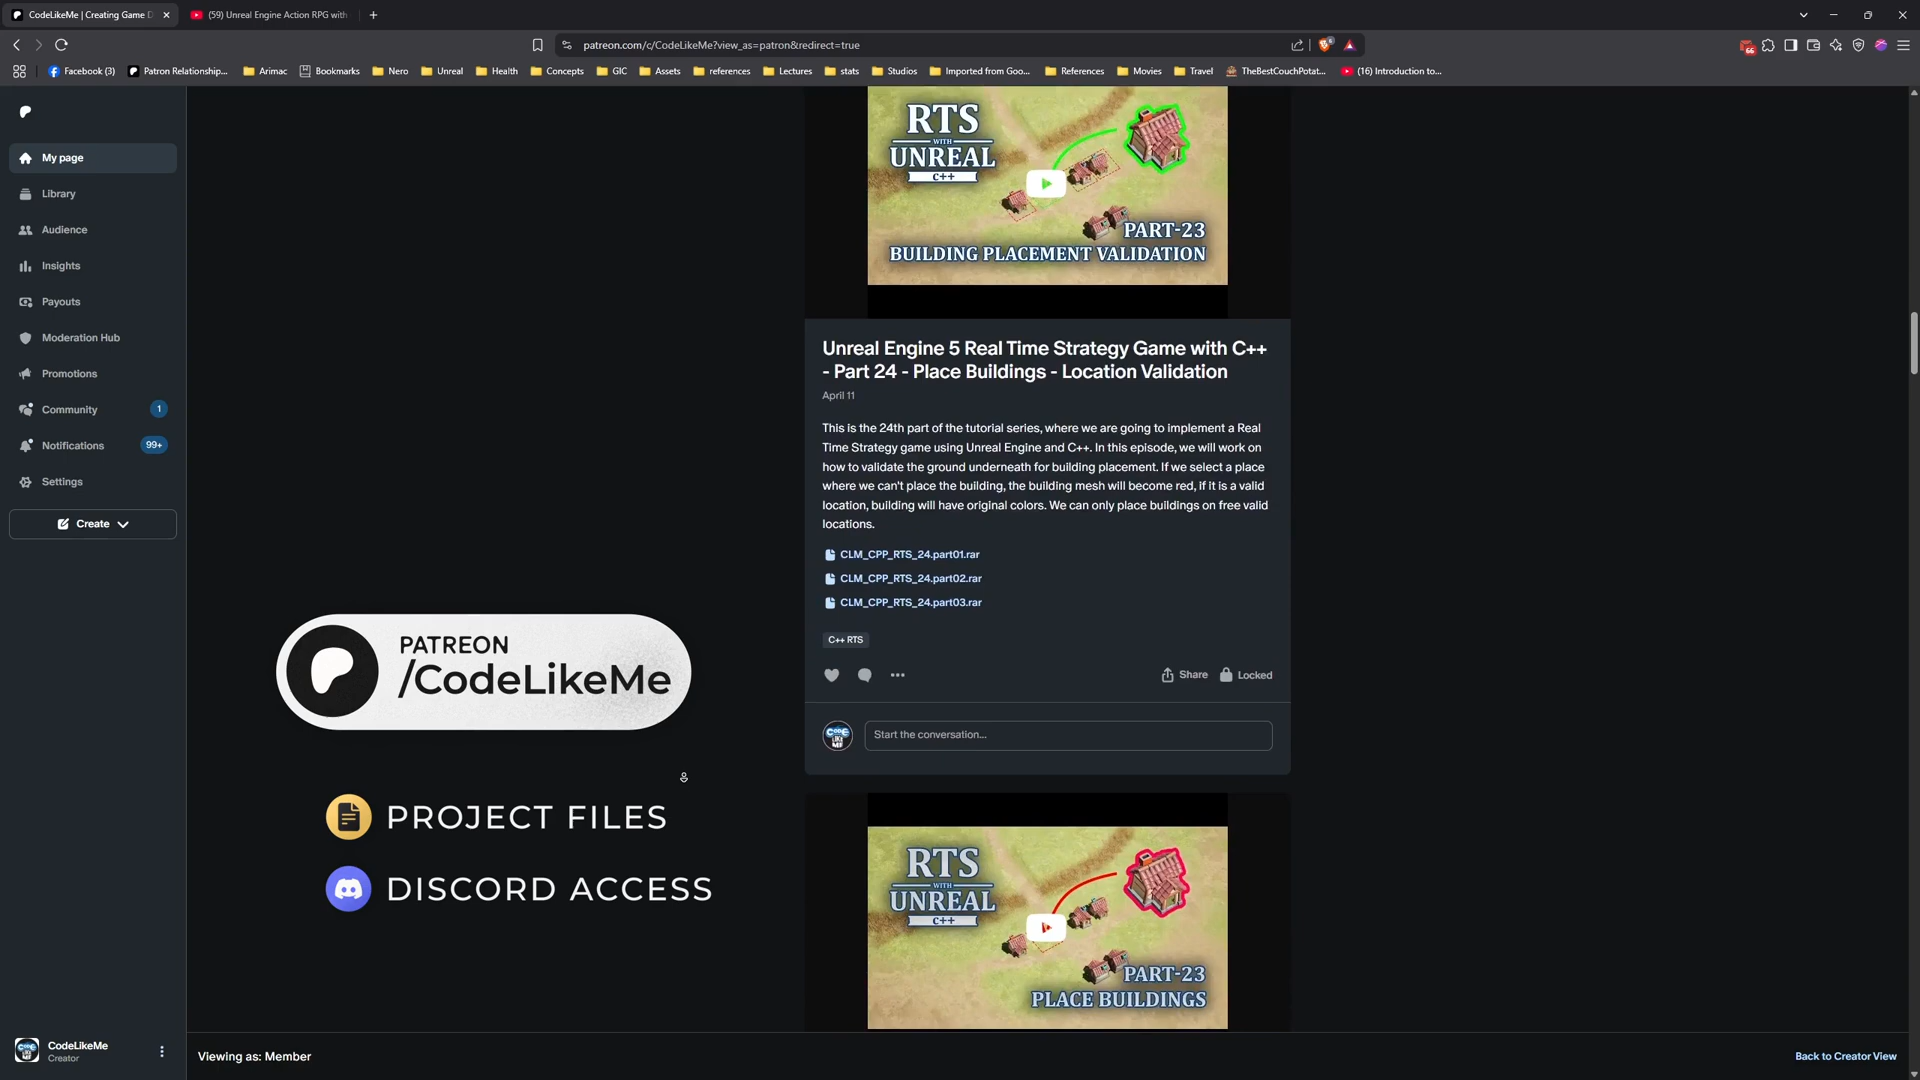 CodeLikeMe | Creating Game D
(59) Unreal Engine Action RPG with
patreon.com/c/CodeLikeMe?view_as=patron&redirect=true
6
66
Facebook (3)
Patron Relationship...
Arimac
Bookmarks
Nero
Unreal
Health
Concepts
GIC
Assets
references
Lectures
stats
Studios
Imported from Goo...
References
Movies
Travel
TheBestCouchPotat...
(16) Introduction to...
My page
Library
Audience
Insights
Payouts
Moderation Hub
Promotions
Community
1
Notifications
99+
Settings
Create
RTS
WITH
UNREAL
C++
PART-23
BUILDING PLACEMENT VALIDATION
Unreal Engine 5 Real Time Strategy Game with C++
- Part 24 - Place Buildings - Location Validation
April 11
This is the 24th part of the tutorial series, where we are going to implement a Real
Time Strategy game using Unreal Engine and C++. In this episode, we will work on
how to validate the ground underneath for building placement. If we select a place
where we can't place the building, the building mesh will become red, if it is a valid
location, building will have original colors. We can only place buildings on free valid
locations.
CLM_CPP_RTS_24.part01.rar
CLM_CPP_RTS_24.part02.rar
CLM_CPP_RTS_24.part03.rar
C++ RTS
Share
Locked
CODE
LIKE
ME
Start the conversation...
PATREON
/CodeLikeMe
PROJECT FILES
DISCORD ACCESS
RTS
WITH
UNREAL
C++
PART-23
PLACE BUILDINGS
CodeLikeMe
Creator
Viewing as: Member
Back to Creator View